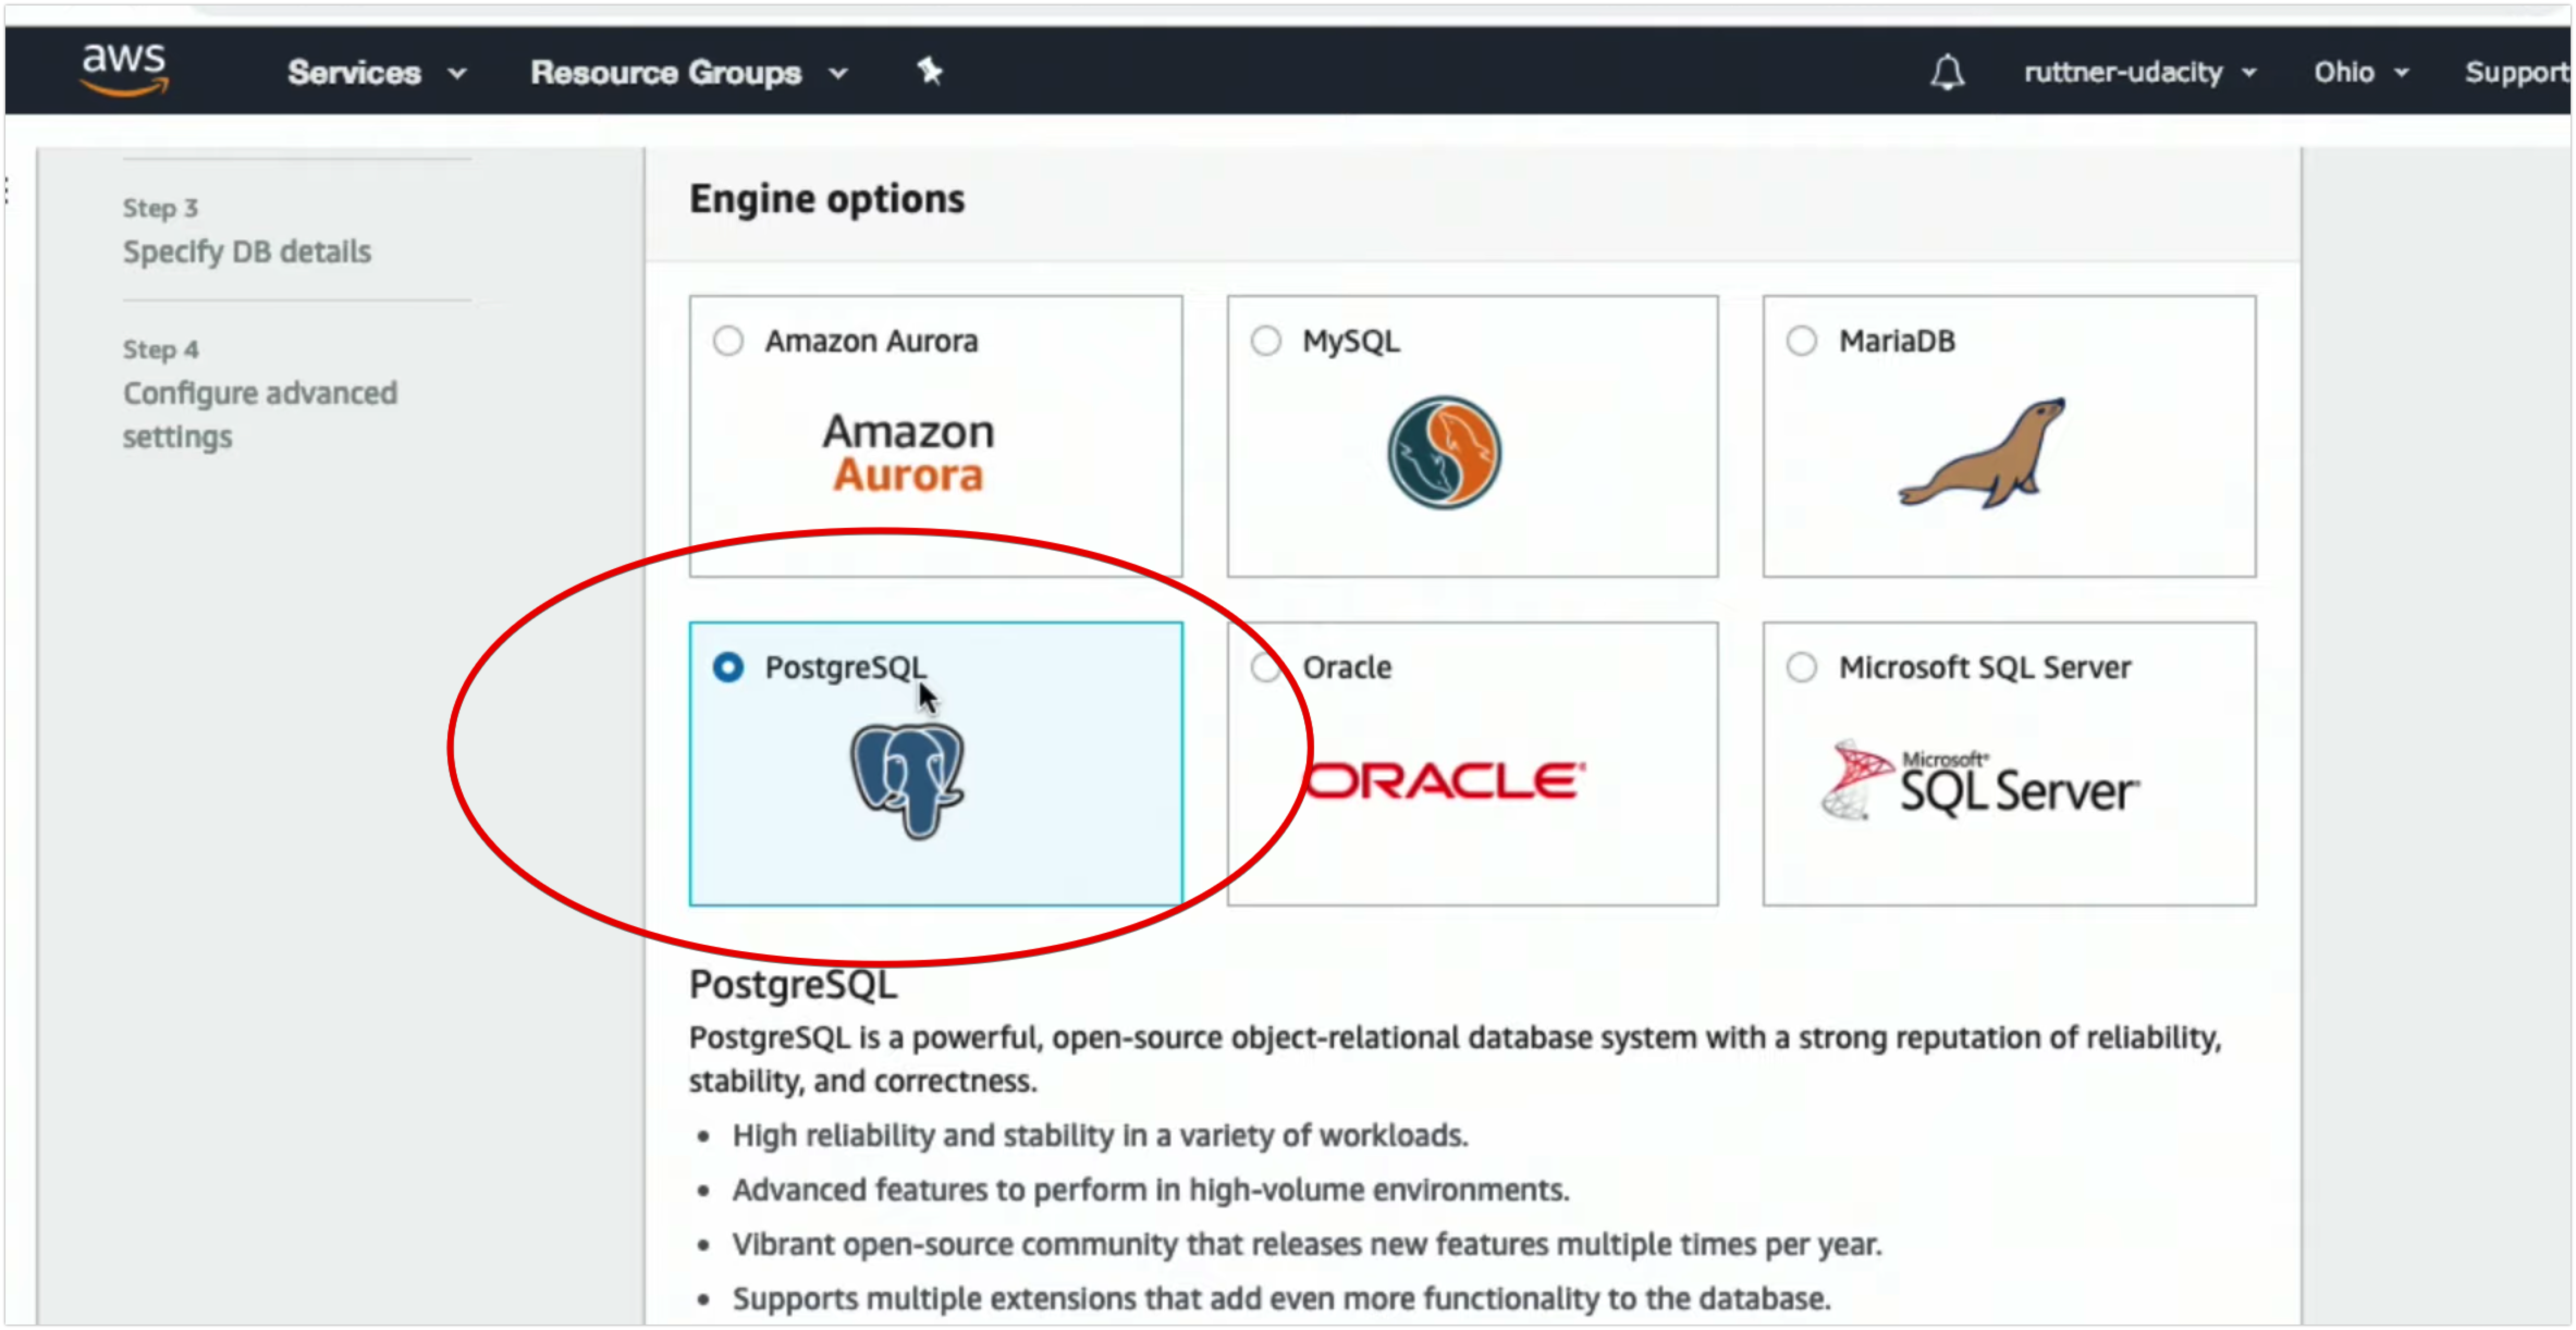 aws
Services
Resource Groups
ruttner-udacity
Ohio
Support
Step 3
Specify DB details
Step 4
Configure advanced
settings
Engine options
Amazon Aurora
Amazon
Aurora
MySQL
MariaDB
PostgreSQL
Oracle
ORACLE
Microsoft SQL Server
Microsoft
SQL Server
PostgreSQL
PostgreSQL is a powerful, open-source object-relational database system with a strong reputation of reliability,
stability, and correctness.
• High reliability and stability in a variety of workloads.
• Advanced features to perform in high-volume environments.
• Vibrant open-source community that releases new features multiple times per year.
• Supports multiple extensions that add even more functionality to the database.